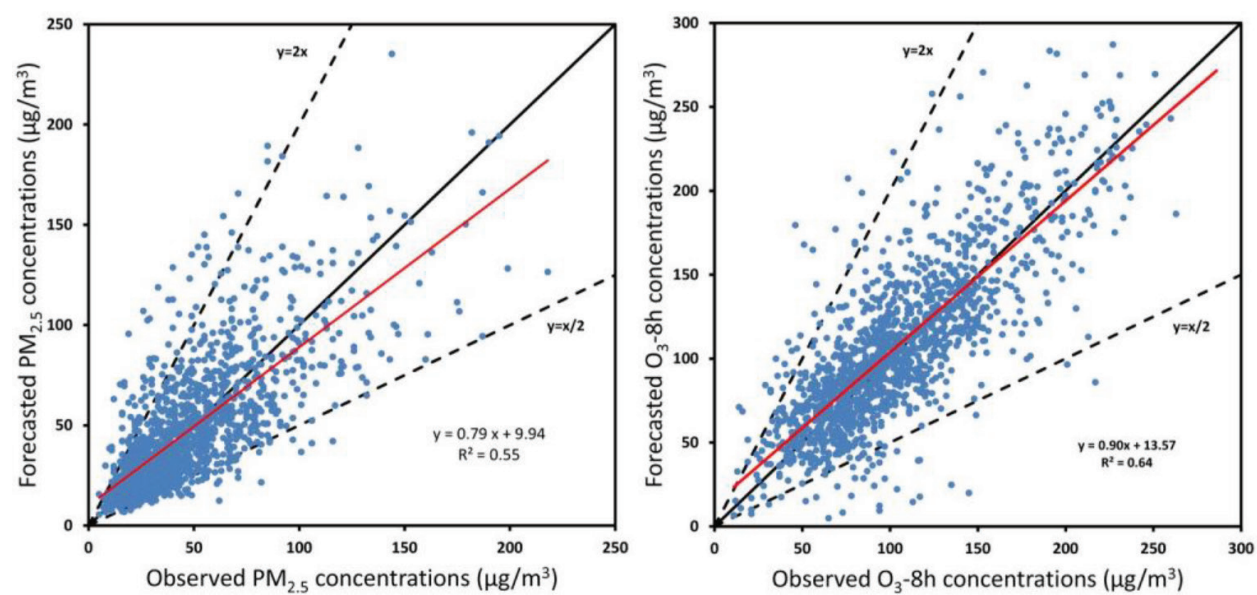 Forecasted PM2.5 concentrations (μg/m³)
250
200
150
100
50
0
y=2x
y=x/2
y = 0.79 x + 9.94
R² = 0.55
0 50 100 150 200 250
Observed PM2.5 concentrations (μg/m³)
Forecasted O3-8h concentrations (μg/m³)
300
250
200
150
100
50
0
y=2x
y=x/2
y = 0.90x + 13.57
R² = 0.64
0 50 100 150 200 250 300
Observed O3-8h concentrations (μg/m³)